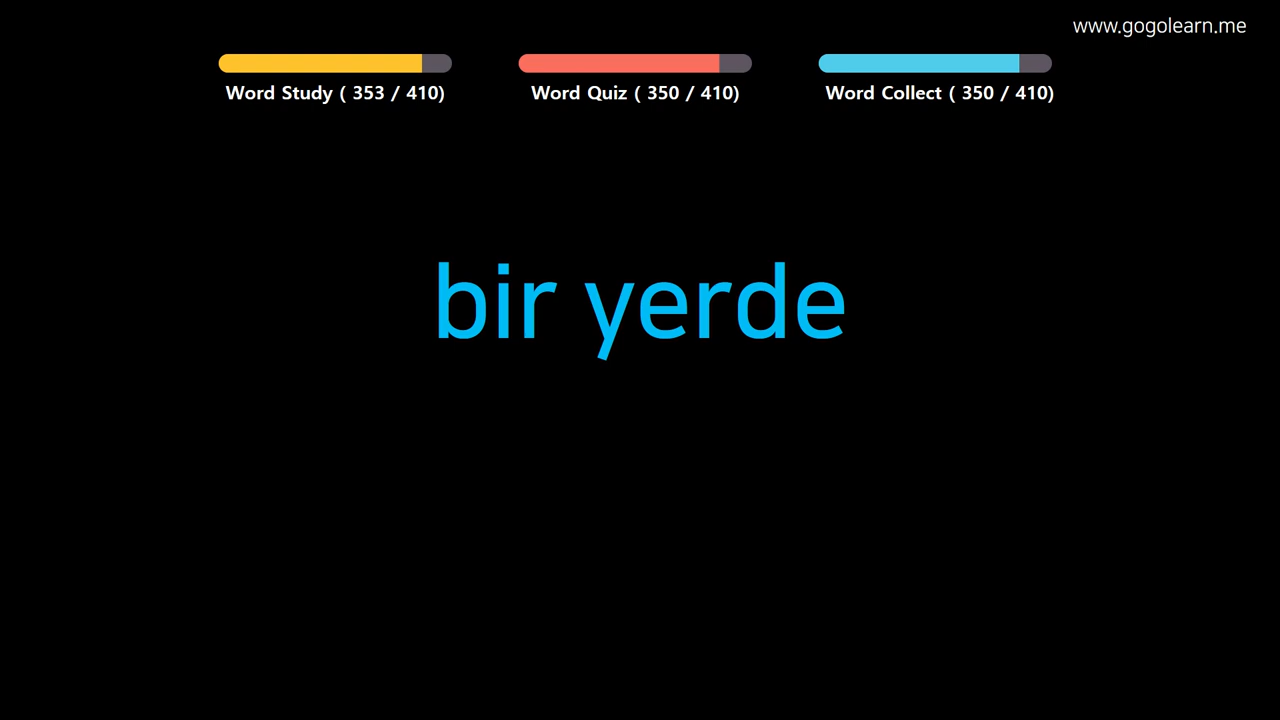 www.gogolearn.me
Word Study ( 353 / 410)
Word Quiz ( 350 / 410)
Word Collect ( 350 / 410)
bir yerde